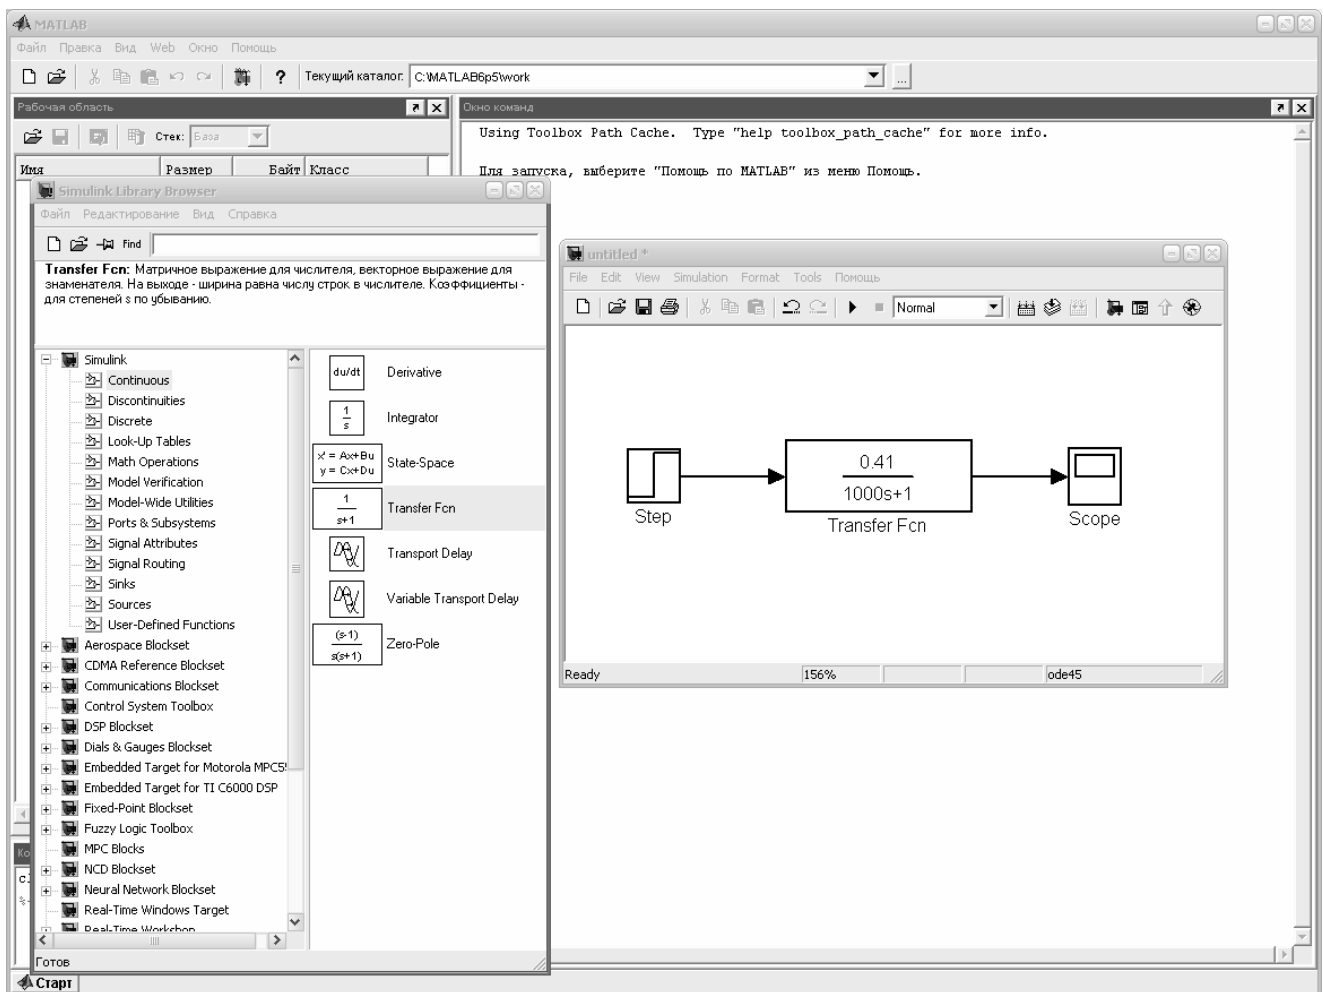 MATLAB
Файл Правка Вид Web Окно Помощь
? Текущий каталог: C:\MATLAB6p5\work ...
Рабочая область
Стек: База
Имя Размер Байт Класс
Окно команд
Using Toolbox Path Cache. Type "help toolbox_path_cache" for more info.
Для запуска, выберите "Помощь по MATLAB" из меню Помощь.
Simulink Library Browser
Файл Редактирование Вид Справка
Find
Transfer Fcn: Матричное выражение для числителя, векторное выражение для
знаменателя. На выходе - ширина равна числу строк в числителе. Коэффициенты -
для степеней s по убыванию.
Simulink
Continuous
Discontinuities
Discrete
Look-Up Tables
Math Operations
Model Verification
Model-Wide Utilities
Ports & Subsystems
Signal Attributes
Signal Routing
Sinks
Sources
User-Defined Functions
Aerospace Blockset
CDMA Reference Blockset
Communications Blockset
Control System Toolbox
DSP Blockset
Dials & Gauges Blockset
Embedded Target for Motorola MPC5!
Embedded Target for TI C6000 DSP
Fixed-Point Blockset
Fuzzy Logic Toolbox
MPC Blocks
NCD Blockset
Neural Network Blockset
Real-Time Windows Target
Real-Time Workshop
du/dt Derivative
1
s
Integrator
x' = Ax+Bu
y = Cx+Du
State-Space
1
s+1
Transfer Fcn
Transport Delay
Variable Transport Delay
(s-1)
s(s+1)
Zero-Pole
Готов
untitled *
File Edit View Simulation Format Tools Помощь
Normal
Step
0.41
1000s+1
Transfer Fcn
Scope
Ready 156% ode45
Ко
Старт